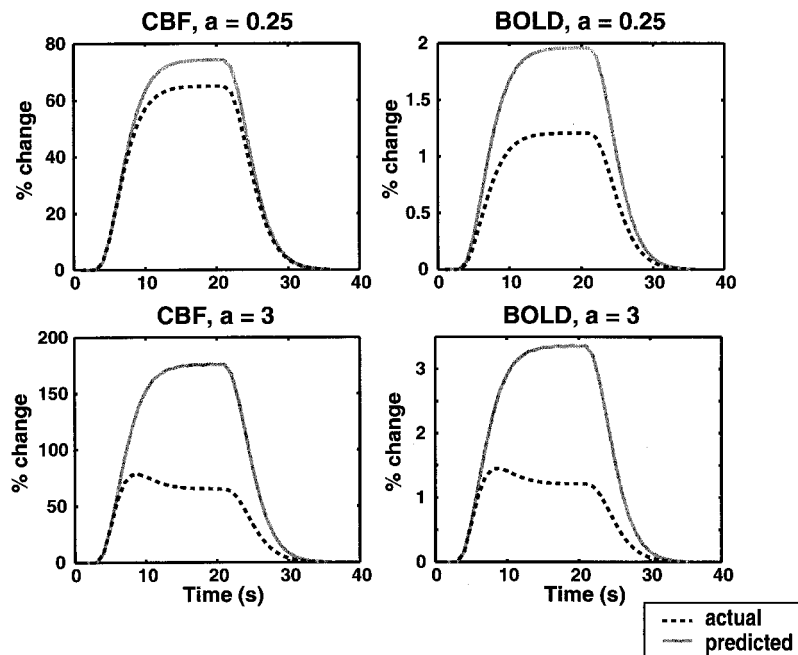 CBF, a = 0.25
BOLD, a = 0.25
% change
80
60
40
20
0
0 10 20 30 40
% change
2
1.5
1
0.5
0
0 10 20 30 40
CBF, a = 3
BOLD, a = 3
% change
200
150
100
50
0
0 10 20 30 40
Time (s)
% change
3
2
1
0
0 10 20 30 40
Time (s)
actual
predicted